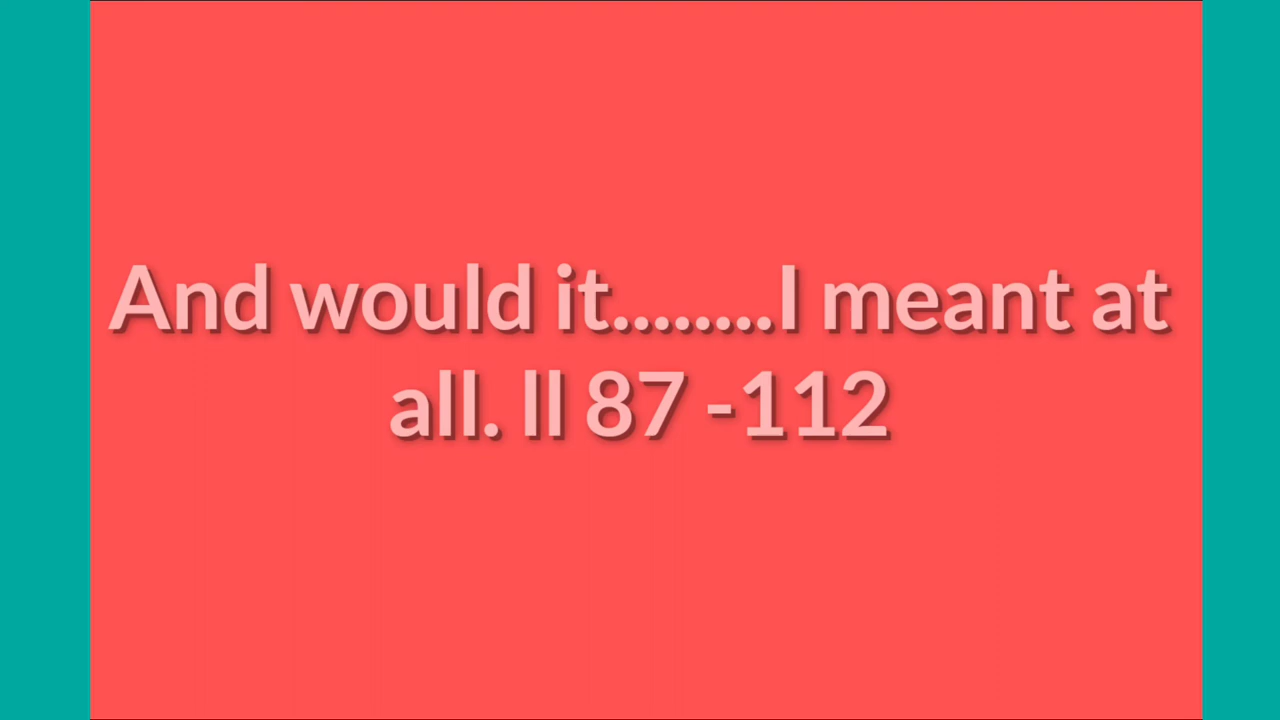 And would it........I meant at
all. ll 87 -112